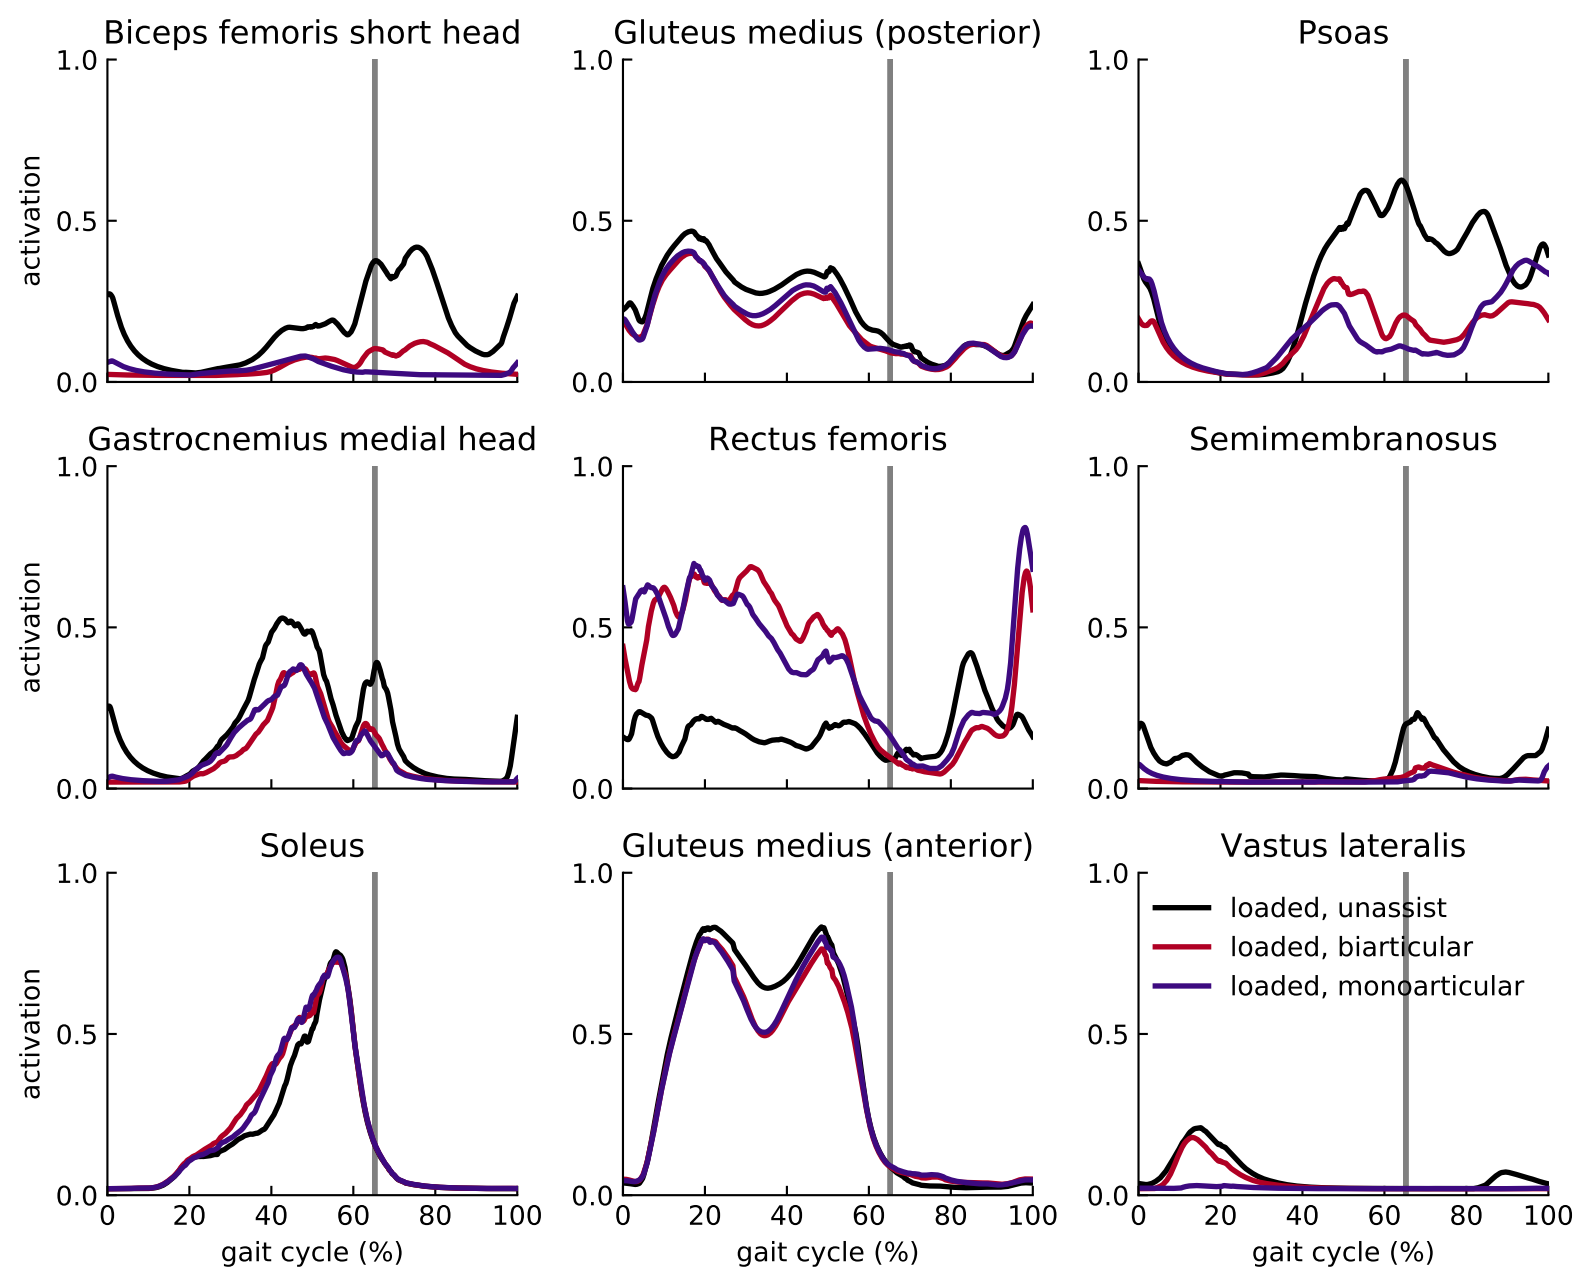 Biceps femoris short head
Gluteus medius (posterior)
Psoas
1.0
0.5
0.0
activation
1.0
0.5
0.0
1.0
0.5
0.0
Gastrocnemius medial head
Rectus femoris
Semimembranosus
1.0
0.5
0.0
activation
1.0
0.5
0.0
1.0
0.5
0.0
Soleus
Gluteus medius (anterior)
Vastus lateralis
1.0
0.5
0.0
activation
0 20 40 60 80 100
gait cycle (%)
1.0
0.5
0.0
0 20 40 60 80 100
gait cycle (%)
1.0
0.5
0.0
loaded, unassist
loaded, biarticular
loaded, monoarticular
0 20 40 60 80 100
gait cycle (%)